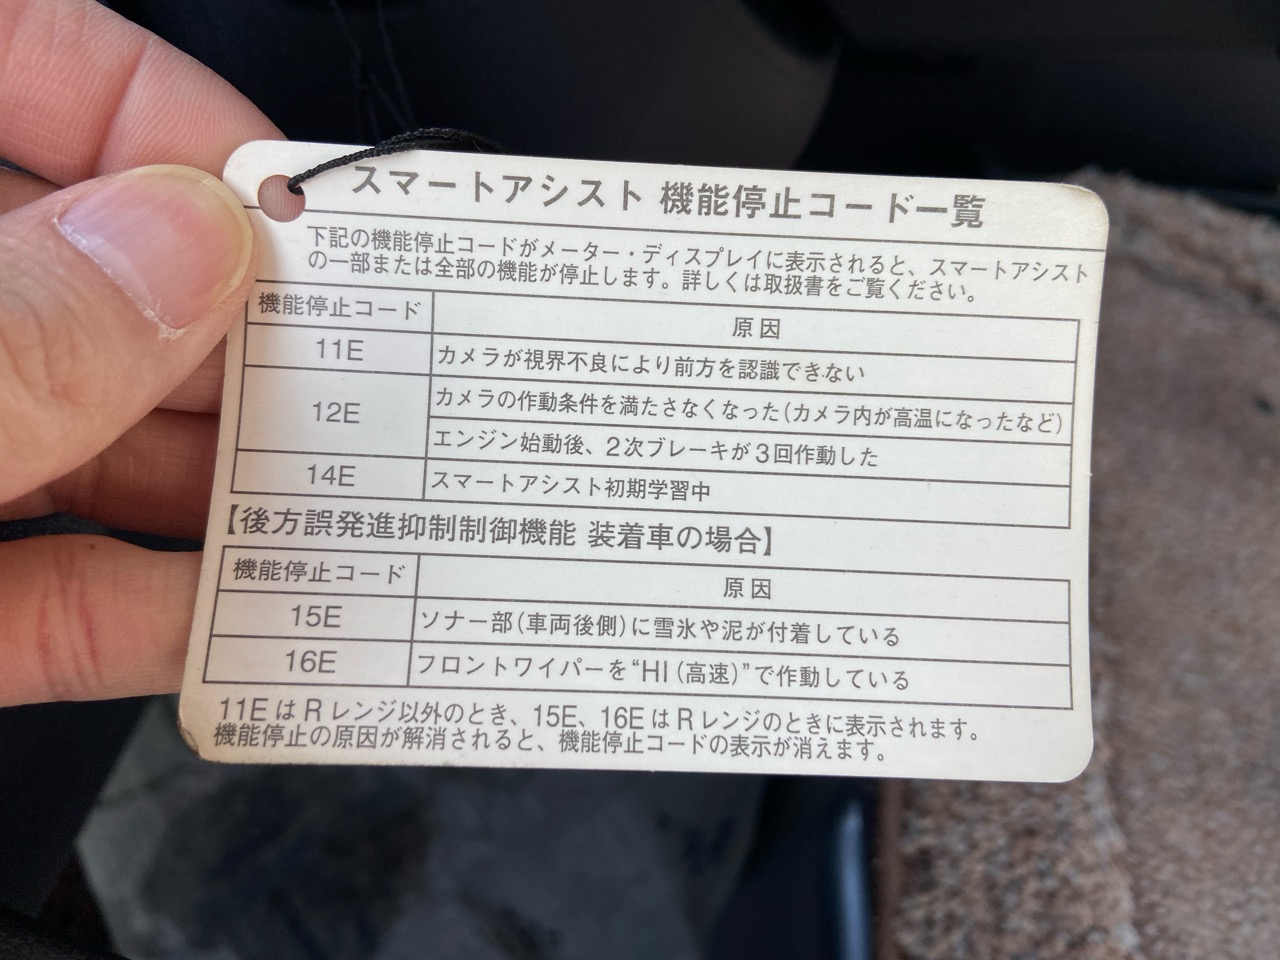 スマートアシスト 機能停止コード一覧
下記の機能停止コードがメーター・ディスプレイに表示されると、スマートアシスト
の一部または全部の機能が停止します。詳しくは取扱書をご覧ください。
機能停止コード 原因
11E カメラが視界不良により前方を認識できない
12E カメラの作動条件を満たさなくなった(カメラ内が高温になったなど)
エンジン始動後、2次ブレーキが3回作動した
14E スマートアシスト初期学習中
【後方誤発進抑制制御機能 装着車の場合】
機能停止コード 原因
15E ソナー部(車両後側)に雪氷や泥が付着している
16E フロントワイパーを“HI(高速)”で作動している
11EはRレンジ以外のとき、15E、16EはRレンジのときに表示されます。
機能停止の原因が解消されると、機能停止コードの表示が消えます。